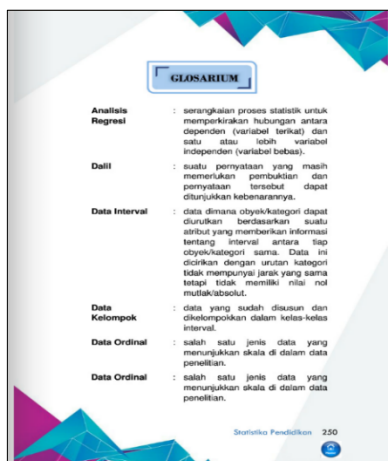 GLOSARIUM
Analisis Regresi : serangkaian proses statistik untuk
memperkirakan hubungan antara
dependen (variabel terikat) dan
satu atau lebih variabel
independen (variabel bebas).
Dalil : suatu pernyataan yang masih
memerlukan pembuktian dan
pernyataan tersebut dapat
ditunjukkan kebenarannya.
Data Interval : data dimana obyek/kategori dapat
diurutkan berdasarkan suatu
atribut yang memberikan informasi
tentang interval antara tiap
obyek/kategori sama. Data ini
dicirikan dengan urutan kategori
tidak mempunyai jarak yang sama
tetapi tidak memiliki nilai nol
mutlak/absolut.
Data Kelompok : data yang sudah disusun dan
dikelompokkan dalam kelas-kelas
interval.
Data Ordinal : salah satu jenis data yang
menunjukkan skala di dalam data
penelitian.
Data Ordinal : salah satu jenis data yang
menunjukkan skala di dalam data
penelitian.
Statistika Pendidikan 250